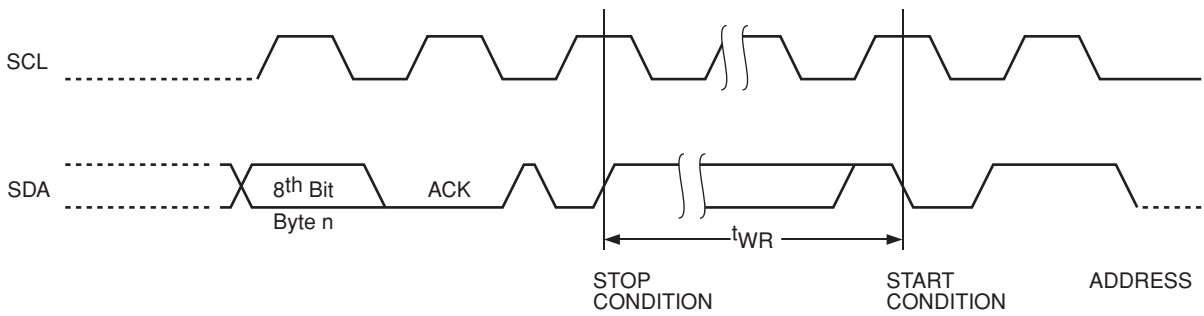 SCL
SDA
8th Bit
ACK
Byte n
tWR
STOP
CONDITION
START
CONDITION
ADDRESS